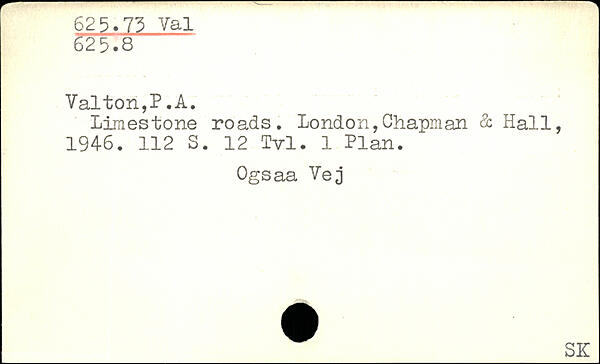 625.73 Val
625.8
Valton,P.A.
Limestone roads. London,Chapman & Hall,
1946. 112 S. 12 Tvl. 1 Plan.
Ogsaa Vej
SK